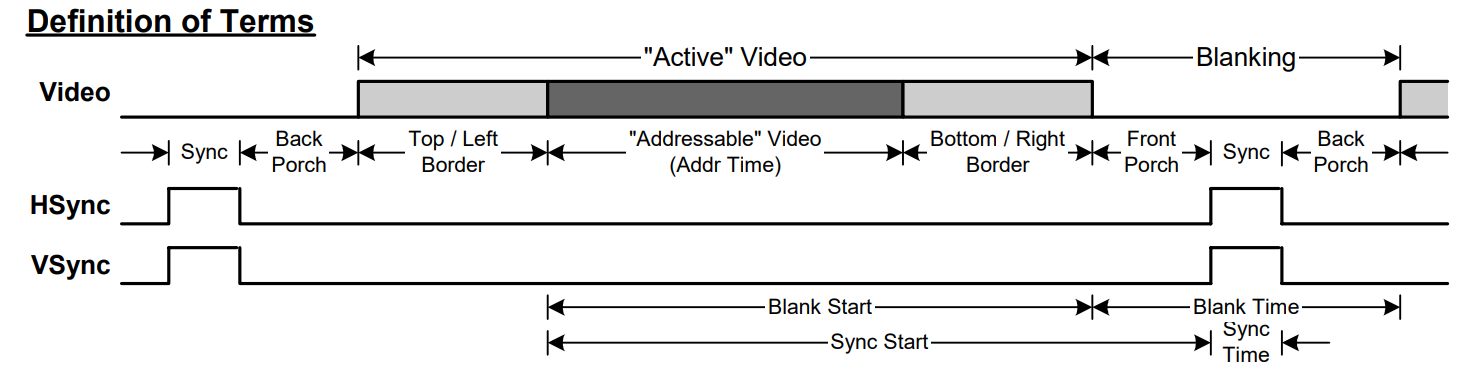 Definition of Terms
"Active" Video
Blanking
Video
Sync
Back
Porch
Top / Left
Border
"Addressable" Video
(Addr Time)
Bottom / Right
Border
Front
Porch
Sync
Back
Porch
HSync
VSync
Blank Start
Blank Time
Sync Start
Sync
Time